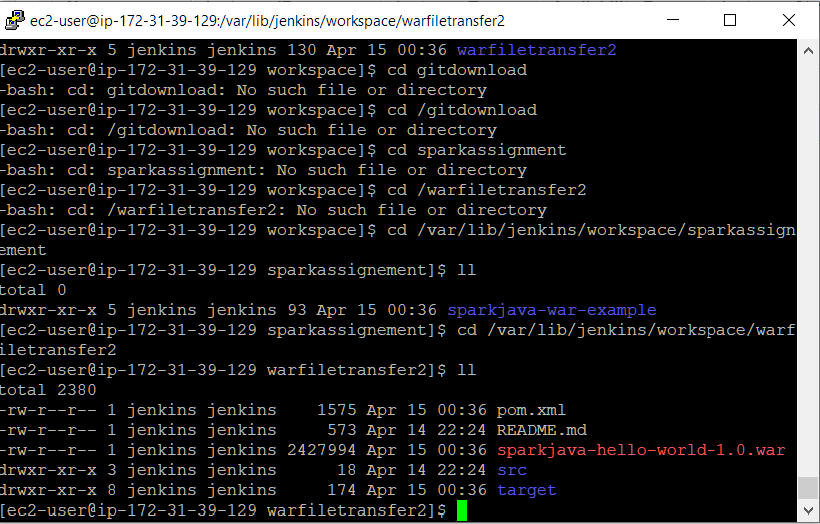 ec2-user@ip-172-31-39-129:/var/lib/jenkins/workspace/warfiletransfer2
drwxr-xr-x 5 jenkins jenkins 130 Apr 15 00:36 warfiletransfer2
[ec2-user@ip-172-31-39-129 workspace]$ cd gitdownload
-bash: cd: gitdownload: No such file or directory
[ec2-user@ip-172-31-39-129 workspace]$ cd /gitdownload
-bash: cd: /gitdownload: No such file or directory
[ec2-user@ip-172-31-39-129 workspace]$ cd sparkassignment
-bash: cd: sparkassignment: No such file or directory
[ec2-user@ip-172-31-39-129 workspace]$ cd /warfiletransfer2
-bash: cd: /warfiletransfer2: No such file or directory
[ec2-user@ip-172-31-39-129 workspace]$ cd /var/lib/jenkins/workspace/sparkassign
ement
[ec2-user@ip-172-31-39-129 sparkassignement]$ ll
total 0
drwxr-xr-x 5 jenkins jenkins 93 Apr 15 00:36 sparkjava-war-example
[ec2-user@ip-172-31-39-129 sparkassignement]$ cd /var/lib/jenkins/workspace/warf
iletransfer2
[ec2-user@ip-172-31-39-129 warfiletransfer2]$ ll
total 2380
-rw-r--r-- 1 jenkins jenkins    1575 Apr 15 00:36 pom.xml
-rw-r--r-- 1 jenkins jenkins     573 Apr 14 22:24 README.md
-rw-r--r-- 1 jenkins jenkins 2427994 Apr 15 00:36 sparkjava-hello-world-1.0.war
drwxr-xr-x 3 jenkins jenkins      18 Apr 14 22:24 src
drwxr-xr-x 8 jenkins jenkins     174 Apr 15 00:36 target
[ec2-user@ip-172-31-39-129 warfiletransfer2]$